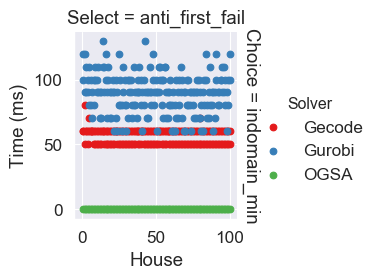 Select = anti_first_fail
Choice = indomain_min
Time (ms)
100
50
0
0
50
100
House
Solver
Gecode
Gurobi
OGSA